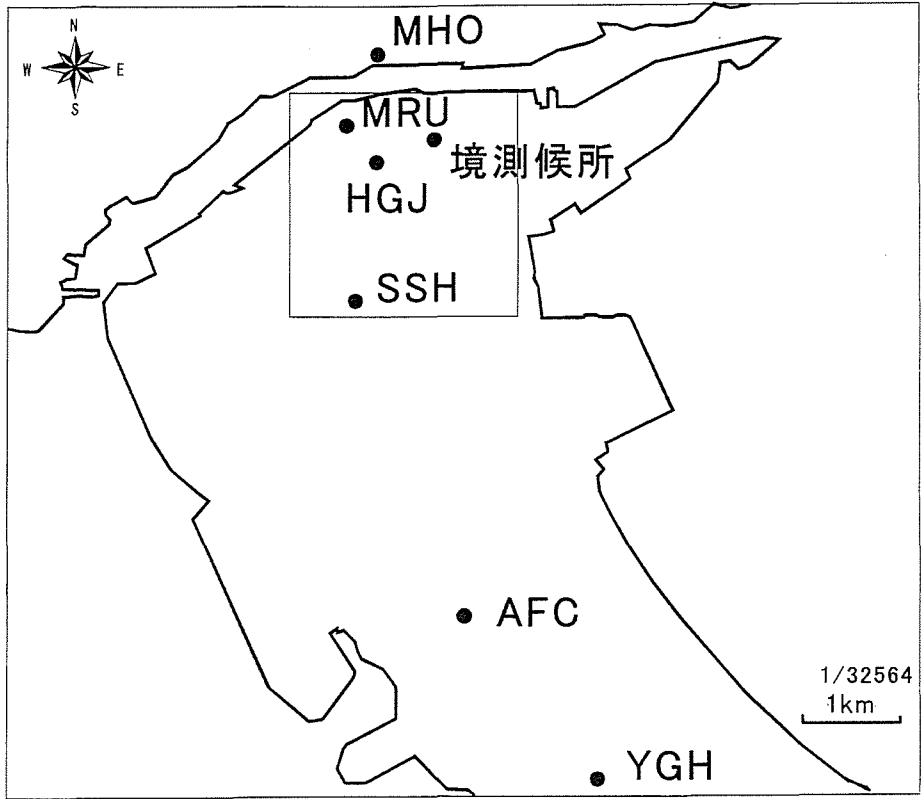 N
W E
S
MHO
MRU
境測候所
HGJ
SSH
AFC
1/32564
1km
YGH